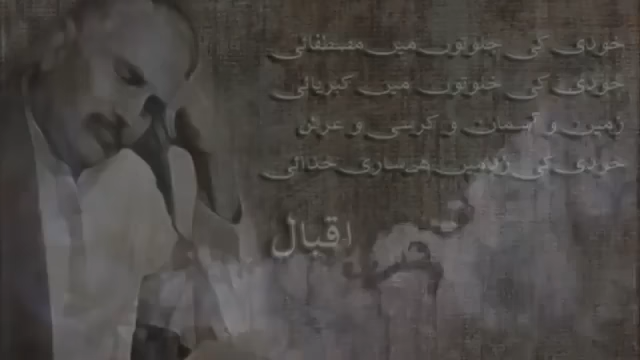 خودی کی جلوتوں میں مصطفائی
خودی کی خلوتوں میں کبریائی
زمین و آسمان و کرسی و عرش
خودی کی زد میں ہے ساری خدائی
اقبال